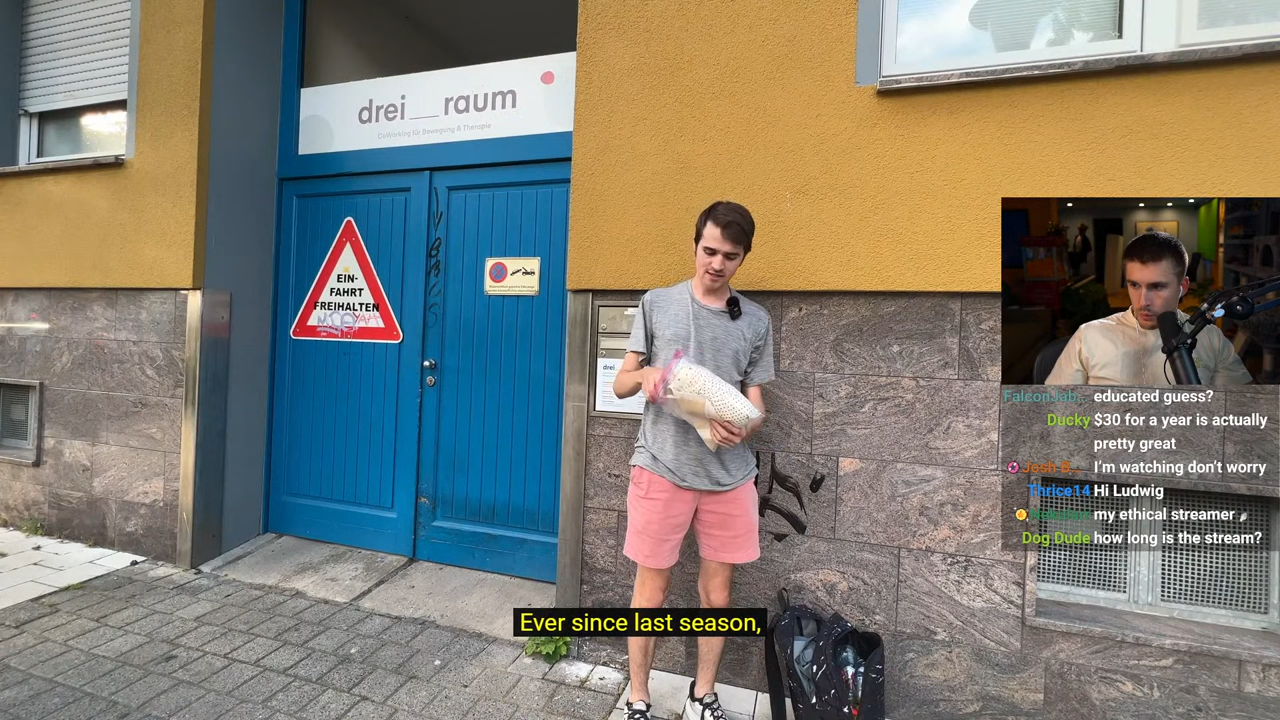 drei__raum
CoWorking für Bewegung & Therapie
EIN-
FAHRT
FREIHALTEN
drei
educated guess?
Ducky $30 for a year is actually
pretty great
Josh B... I'm watching don't worry
Thrice14 Hi Ludwig
my ethical streamer
Dog Dude how long is the stream?
Ever since last season,